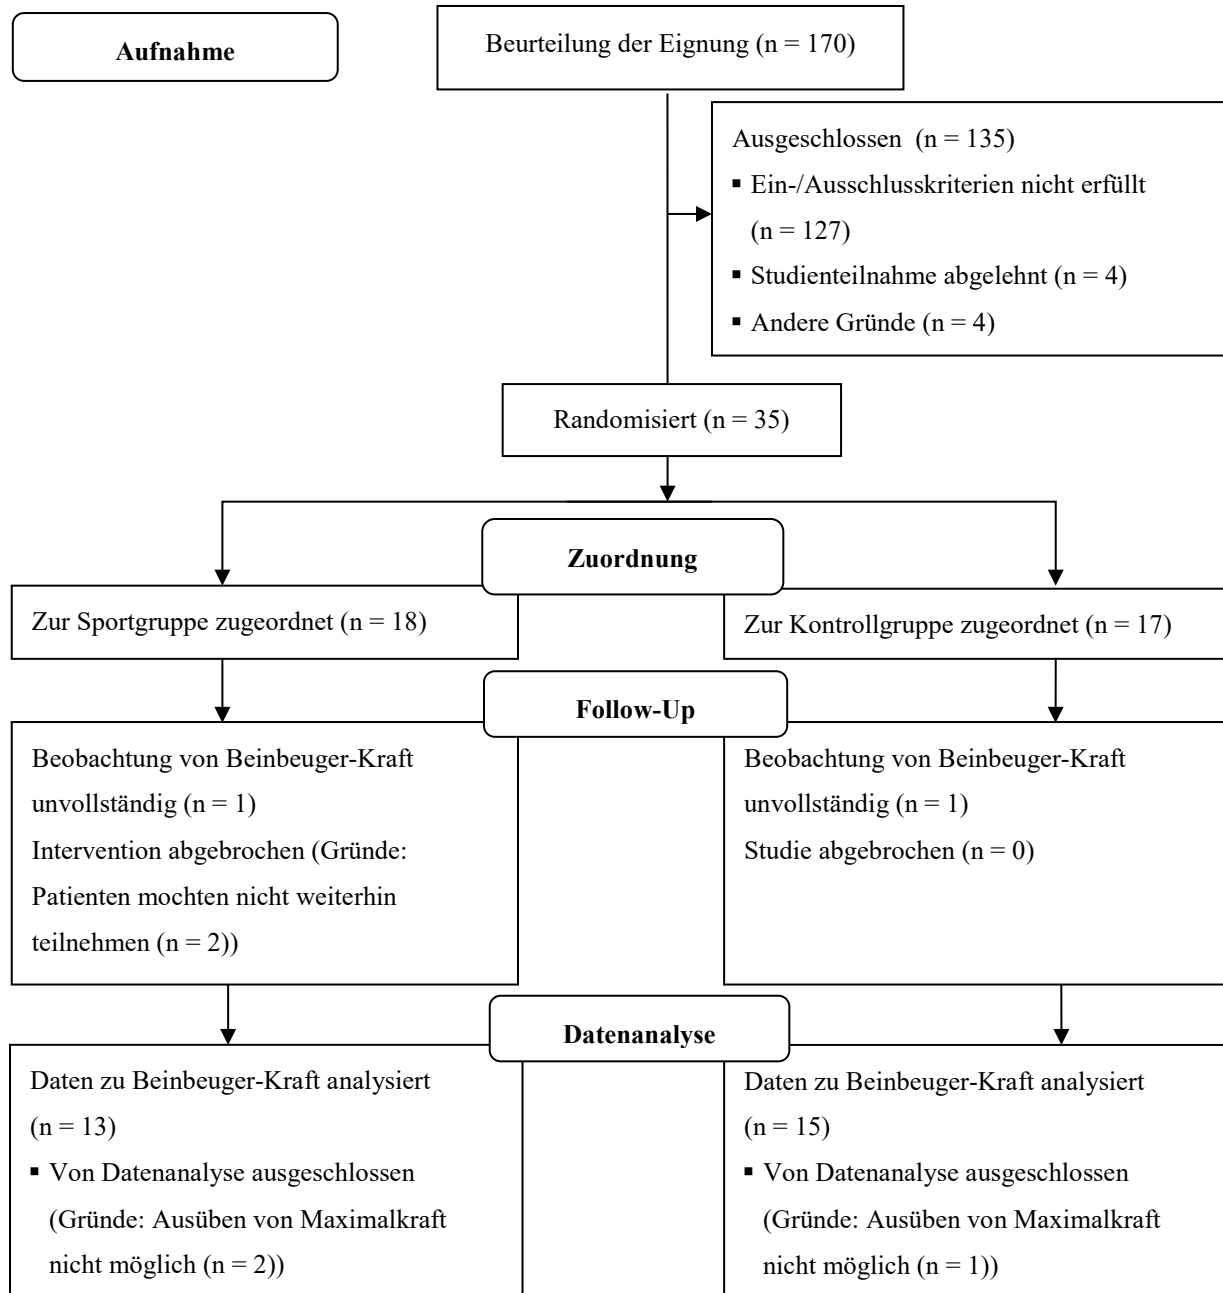 Aufnahme
Beurteilung der Eignung (n = 170)
Ausgeschlossen (n = 135)
▪ Ein-/Ausschlusskriterien nicht erfüllt
(n = 127)
▪ Studienteilnahme abgelehnt (n = 4)
▪ Andere Gründe (n = 4)
Randomisiert (n = 35)
Zuordnung
Zur Sportgruppe zugeordnet (n = 18)
Zur Kontrollgruppe zugeordnet (n = 17)
Follow-Up
Beobachtung von Beinbeuger-Kraft
unvollständig (n = 1)
Intervention abgebrochen (Gründe:
Patienten mochten nicht weiterhin
teilnehmen (n = 2))
Beobachtung von Beinbeuger-Kraft
unvollständig (n = 1)
Studie abgebrochen (n = 0)
Datenanalyse
Daten zu Beinbeuger-Kraft analysiert
(n = 13)
▪ Von Datenanalyse ausgeschlossen
(Gründe: Ausüben von Maximalkraft
nicht möglich (n = 2))
Daten zu Beinbeuger-Kraft analysiert
(n = 15)
▪ Von Datenanalyse ausgeschlossen
(Gründe: Ausüben von Maximalkraft
nicht möglich (n = 1))